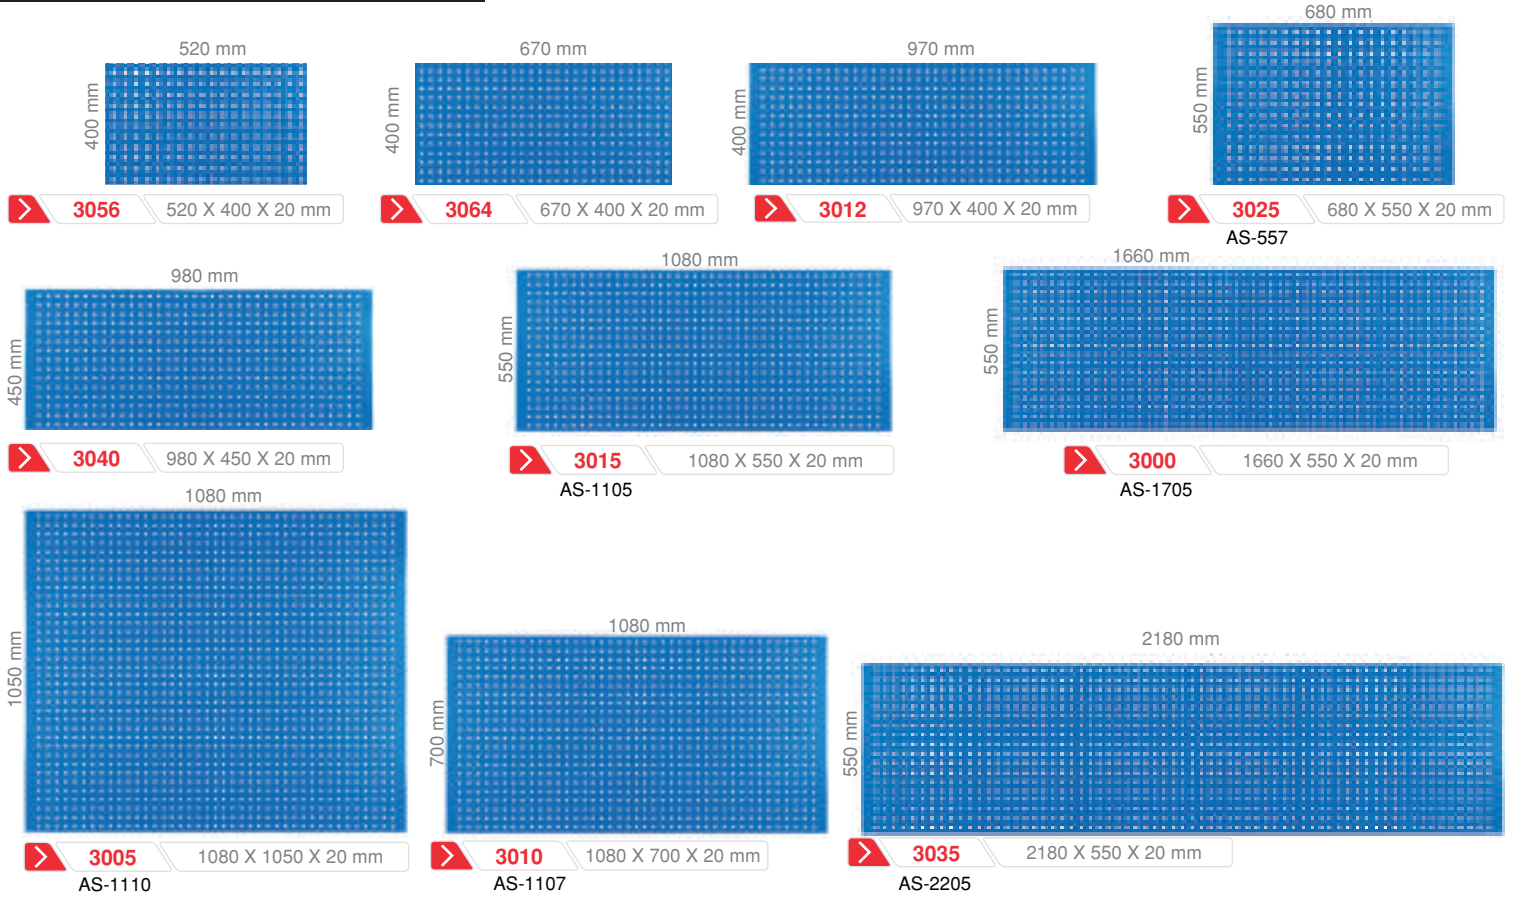 520 mm
400 mm
3056 520 X 400 X 20 mm
670 mm
400 mm
3064 670 X 400 X 20 mm
970 mm
400 mm
3012 970 X 400 X 20 mm
680 mm
550 mm
3025 680 X 550 X 20 mm
AS-557
980 mm
450 mm
3040 980 X 450 X 20 mm
1080 mm
550 mm
3015 1080 X 550 X 20 mm
AS-1105
1660 mm
550 mm
3000 1660 X 550 X 20 mm
AS-1705
1080 mm
1050 mm
3005 1080 X 1050 X 20 mm
AS-1110
1080 mm
700 mm
3010 1080 X 700 X 20 mm
AS-1107
2180 mm
550 mm
3035 2180 X 550 X 20 mm
AS-2205